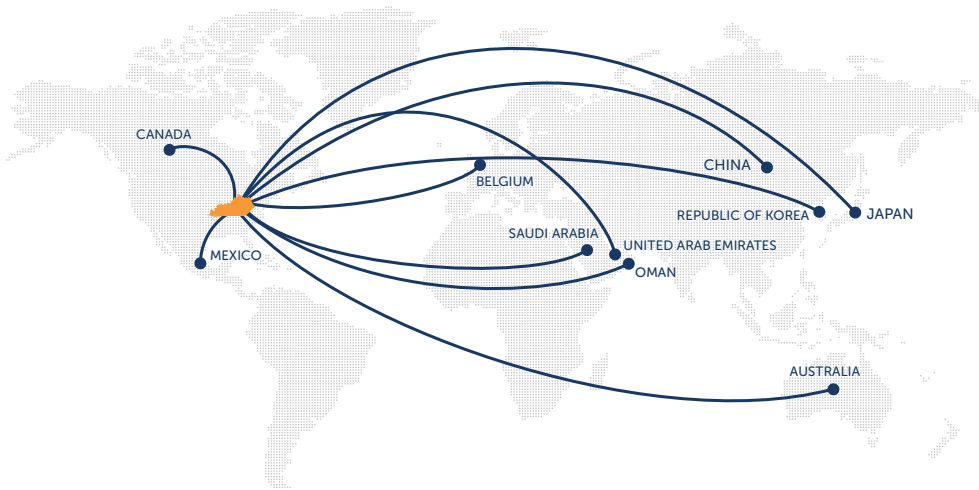 CANADA
CHINA
BELGIUM
REPUBLIC OF KOREA
JAPAN
SAUDI ARABIA
UNITED ARAB EMIRATES
MEXICO
OMAN
AUSTRALIA